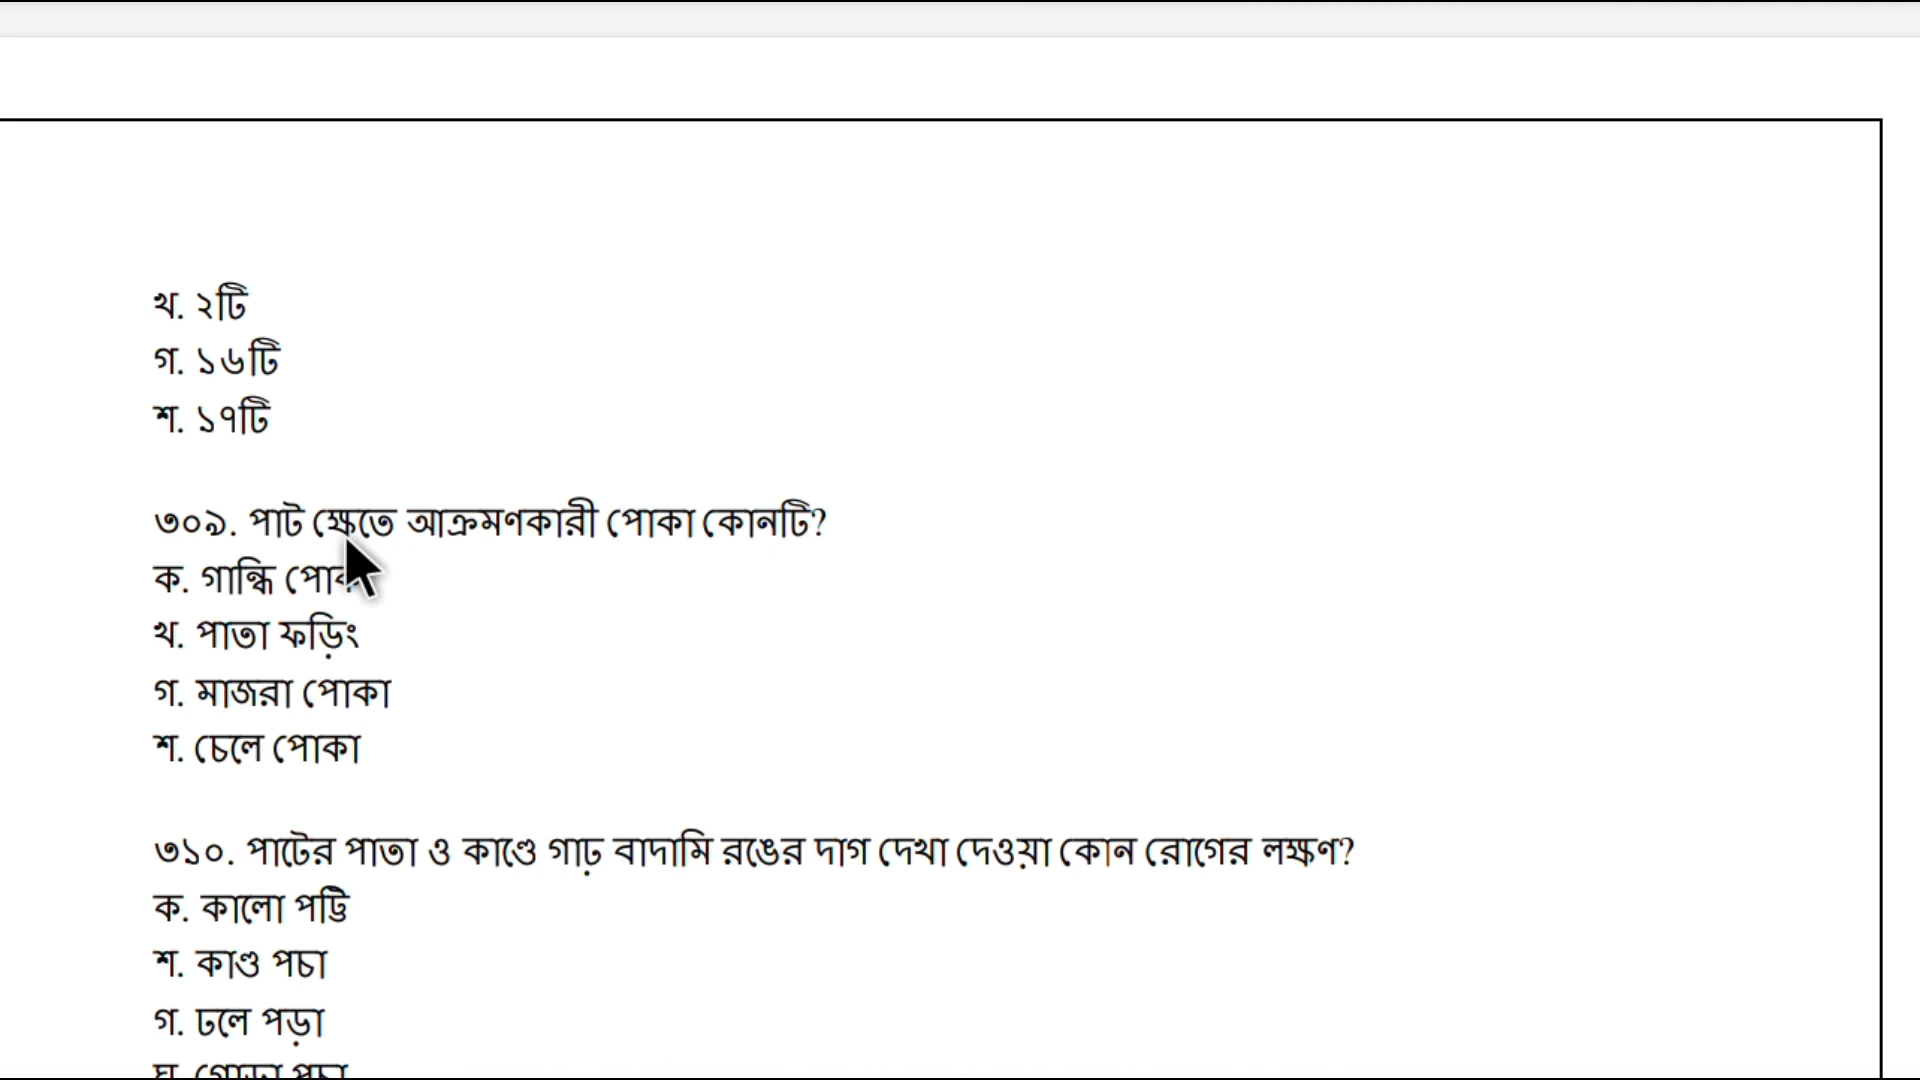 খ. ২টি
গ. ১৬টি
শ. ১৭টি
৩০৯. পাট ক্ষেতে আক্রমণকারী পোকা কোনটি?
ক. গান্ধি
খ. পাতা ফড়িং
গ. মাজরা পোকা
শ. চেলে পোকা
৩১০. পাটের পাতা ও কাণ্ডে গাঢ় বাদামি রঙের দাগ দেখা দেওয়া কোন রোগের লক্ষণ?
ক. কালো পট্টি
শ. কাণ্ড পচা
গ. ঢলে পড়া